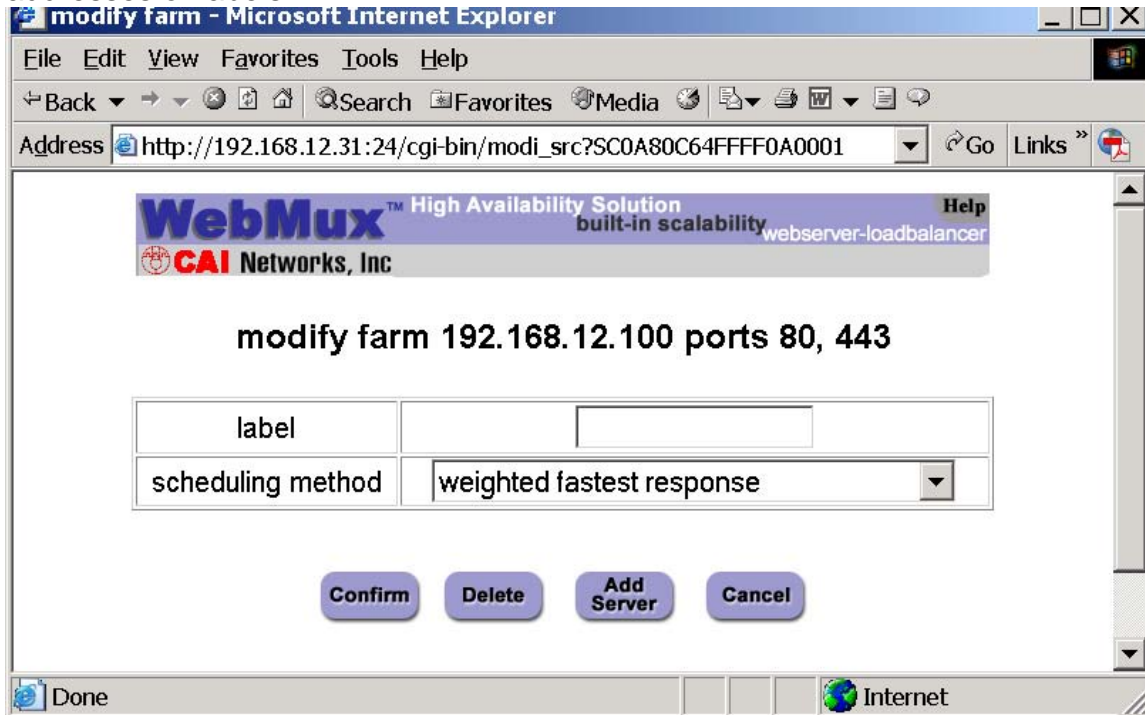 modify farm - Microsoft Internet Explorer
File Edit View Favorites Tools Help
Back Search Favorites Media
Address http://192.168.12.31:24/cgi-bin/modi_src?SC0A80C64FFFF0A0001 Go Links »
WebMux™ High Availability Solution Help
built-in scalability
webserver-loadbalancer
CAI Networks, Inc
modify farm 192.168.12.100 ports 80, 443
label
scheduling method weighted fastest response
Confirm Delete Add Server Cancel
Done Internet